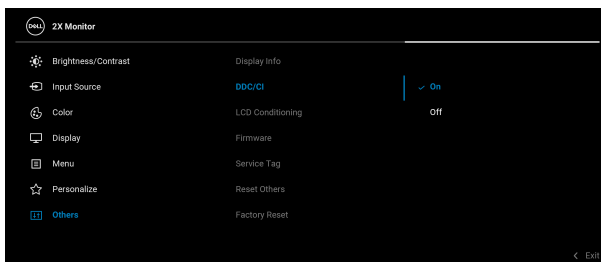 DELL 2X Monitor
Brightness/Contrast
Input Source
Color
Display
Menu
Personalize
Others
Display Info
DDC/CI
LCD Conditioning
Firmware
Service Tag
Reset Others
Factory Reset
On
Off
Exit